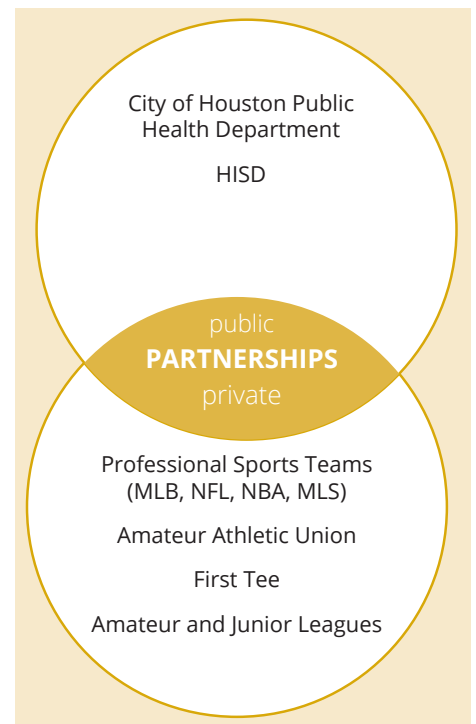 City of Houston Public
Health Department
HISD
public
PARTNERSHIPS
private
Professional Sports Teams
(MLB, NFL, NBA, MLS)
Amateur Athletic Union
First Tee
Amateur and Junior Leagues